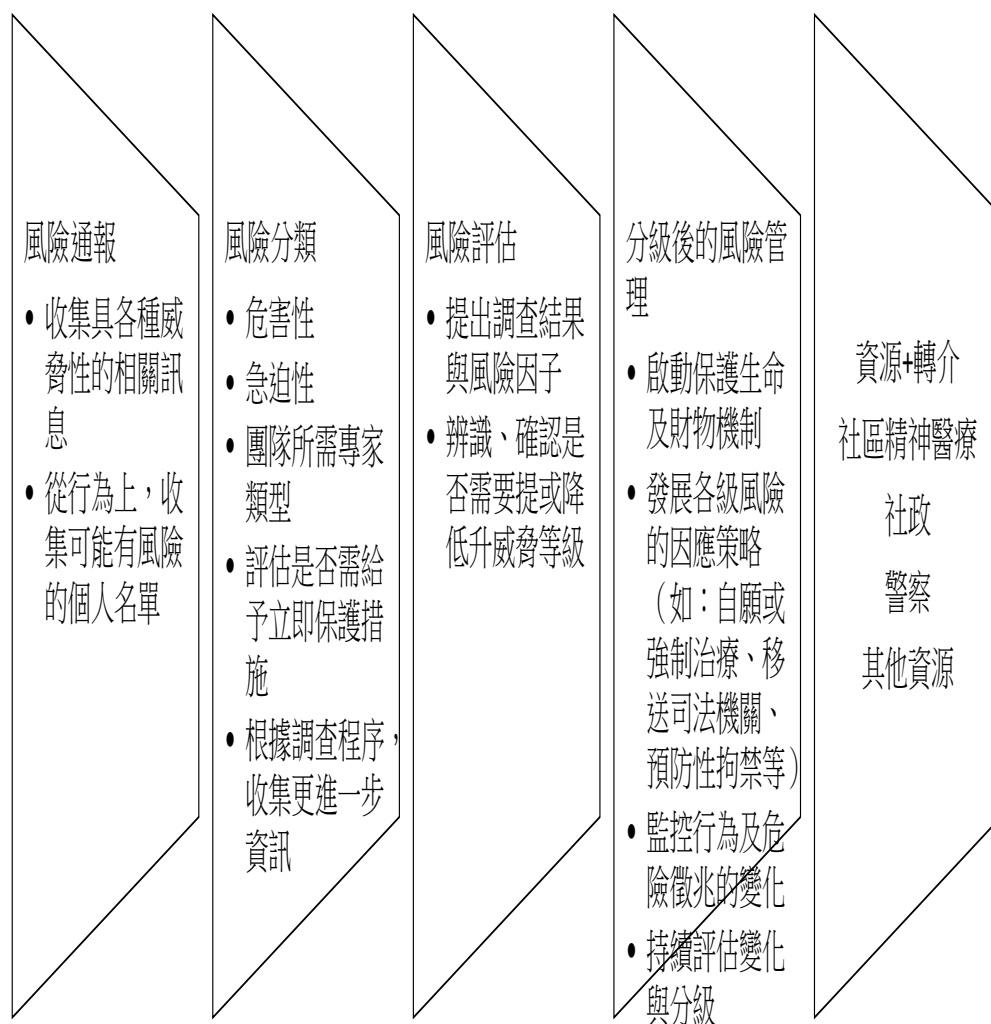 風險通報
• 收集具各種威
脅性的相關訊
息
• 從行為上，收
集可能有風險
的個人名單
風險分類
• 危害性
• 急迫性
• 團隊所需專家
類型
• 評估是否需給
予立即保護措
施
• 根據調查程序，
收集更進一步
資訊
風險評估
• 提出調查結果
與風險因子
• 辨識、確認是
否需要提或降
低升威脅等級
分級後的風險管
理
• 啟動保護生命
及財物機制
• 發展各級風險
的因應策略
（如：自願或
強制治療、移
送司法機關、
預防性拘禁等）
• 監控行為及危
險徵兆的變化
• 持續評估變化
與分級
資源+轉介
社區精神醫療
社政
警察
其他資源